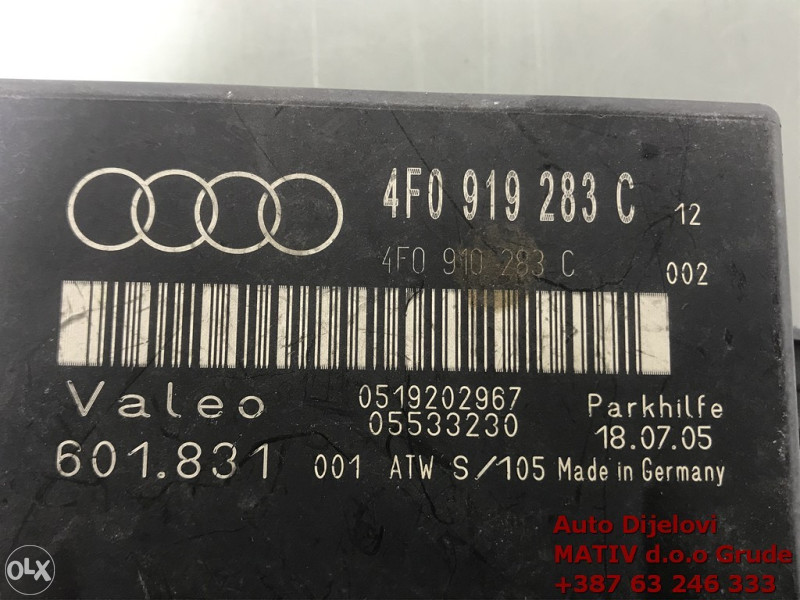 4F0 919 283 C 12
4F0 910 283 C 002
Valeo 0519202967 Parkhilfe
05533230 18.07.05
601.831 001 ATW S/105 Made in Germany
Auto Dijelovi
MATIV d.o.o Grude
+387 63 246 333
OLX